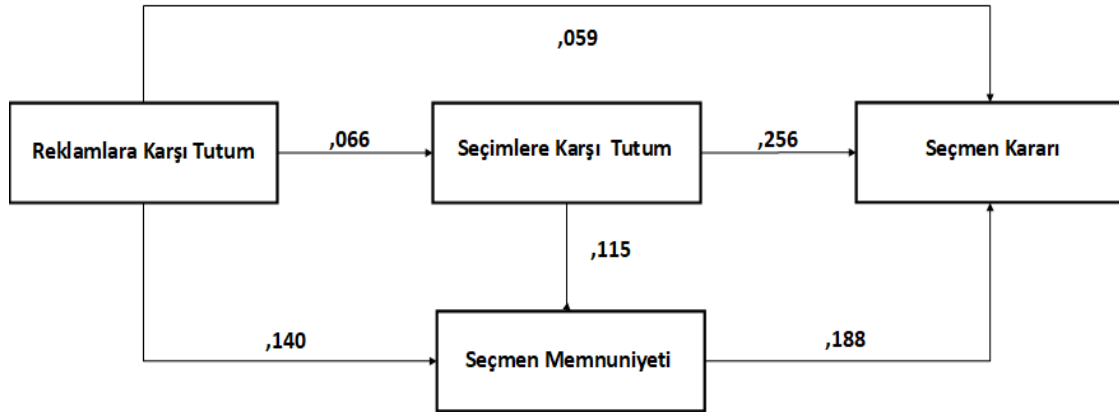 ,059
Reklamlara Karşı Tutum
,066
Seçimlere Karşı Tutum
,256
Seçmen Kararı
,115
,140
Seçmen Memnuniyeti
,188